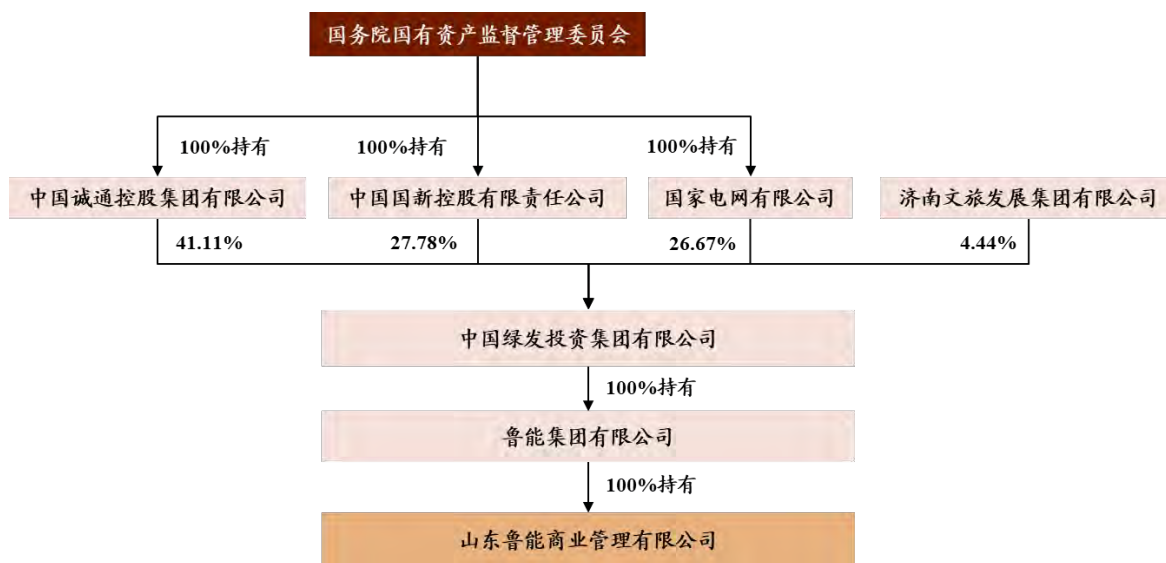 国务院国有资产监督管理委员会
100%持有
100%持有
100%持有
中国诚通控股集团有限公司
中国国新控股有限责任公司
国家电网有限公司
济南文旅发展集团有限公司
41.11%
27.78%
26.67%
4.44%
中国绿发投资集团有限公司
100%持有
鲁能集团有限公司
100%持有
山东鲁能商业管理有限公司